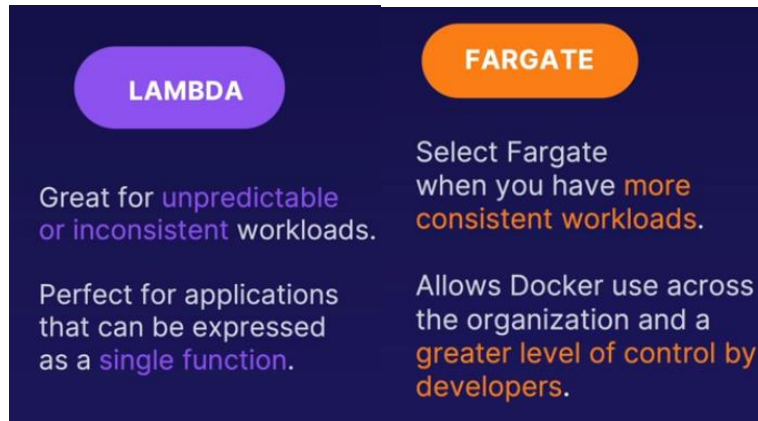 LAMBDA
Great for unpredictable
or inconsistent workloads.
Perfect for applications
that can be expressed
as a single function.
FARGATE
Select Fargate
when you have more
consistent workloads.
Allows Docker use across
the organization and a
greater level of control by
developers.